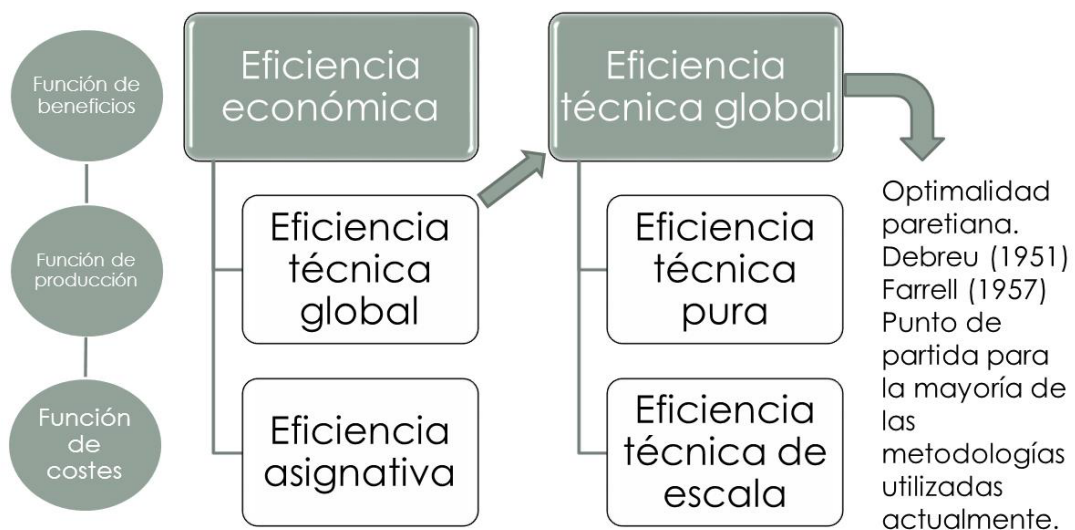 Función de
beneficios
Función de
producción
Función
de
costes
Eficiencia
económica
Eficiencia
técnica
global
Eficiencia
asignativa
Eficiencia
técnica global
Eficiencia
técnica
pura
Eficiencia
técnica de
escala
Optimalidad
paretiana.
Debreu (1951)
Farrell (1957)
Punto de
partida para
la mayoría de
las
metodologías
utilizadas
actualmente.